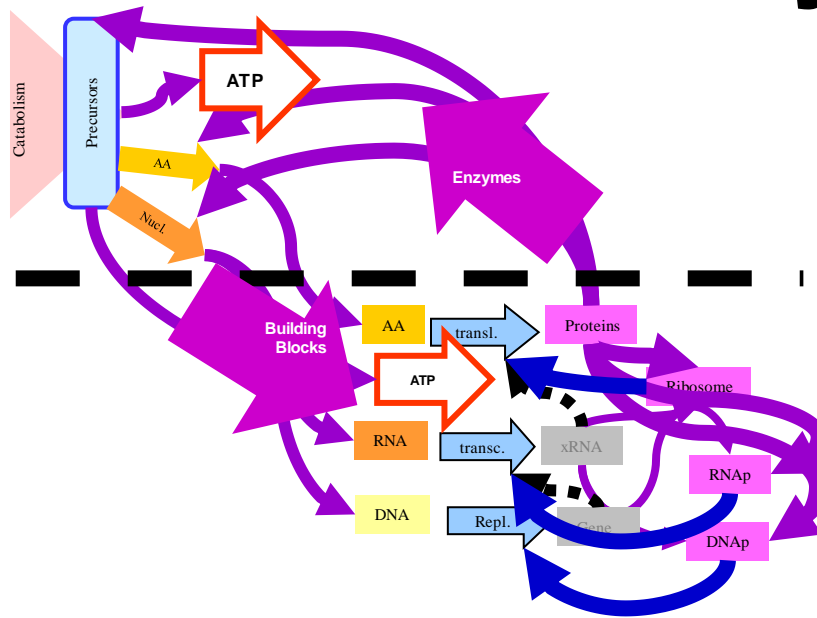 Catabolism
Precursors
ATP
AA
Nucl.
Enzymes
Building
Blocks
AA
transl.
Proteins
ATP
Ribosome
RNA
transc.
xRNA
RNAp
DNA
Repl.
Gene
DNAp